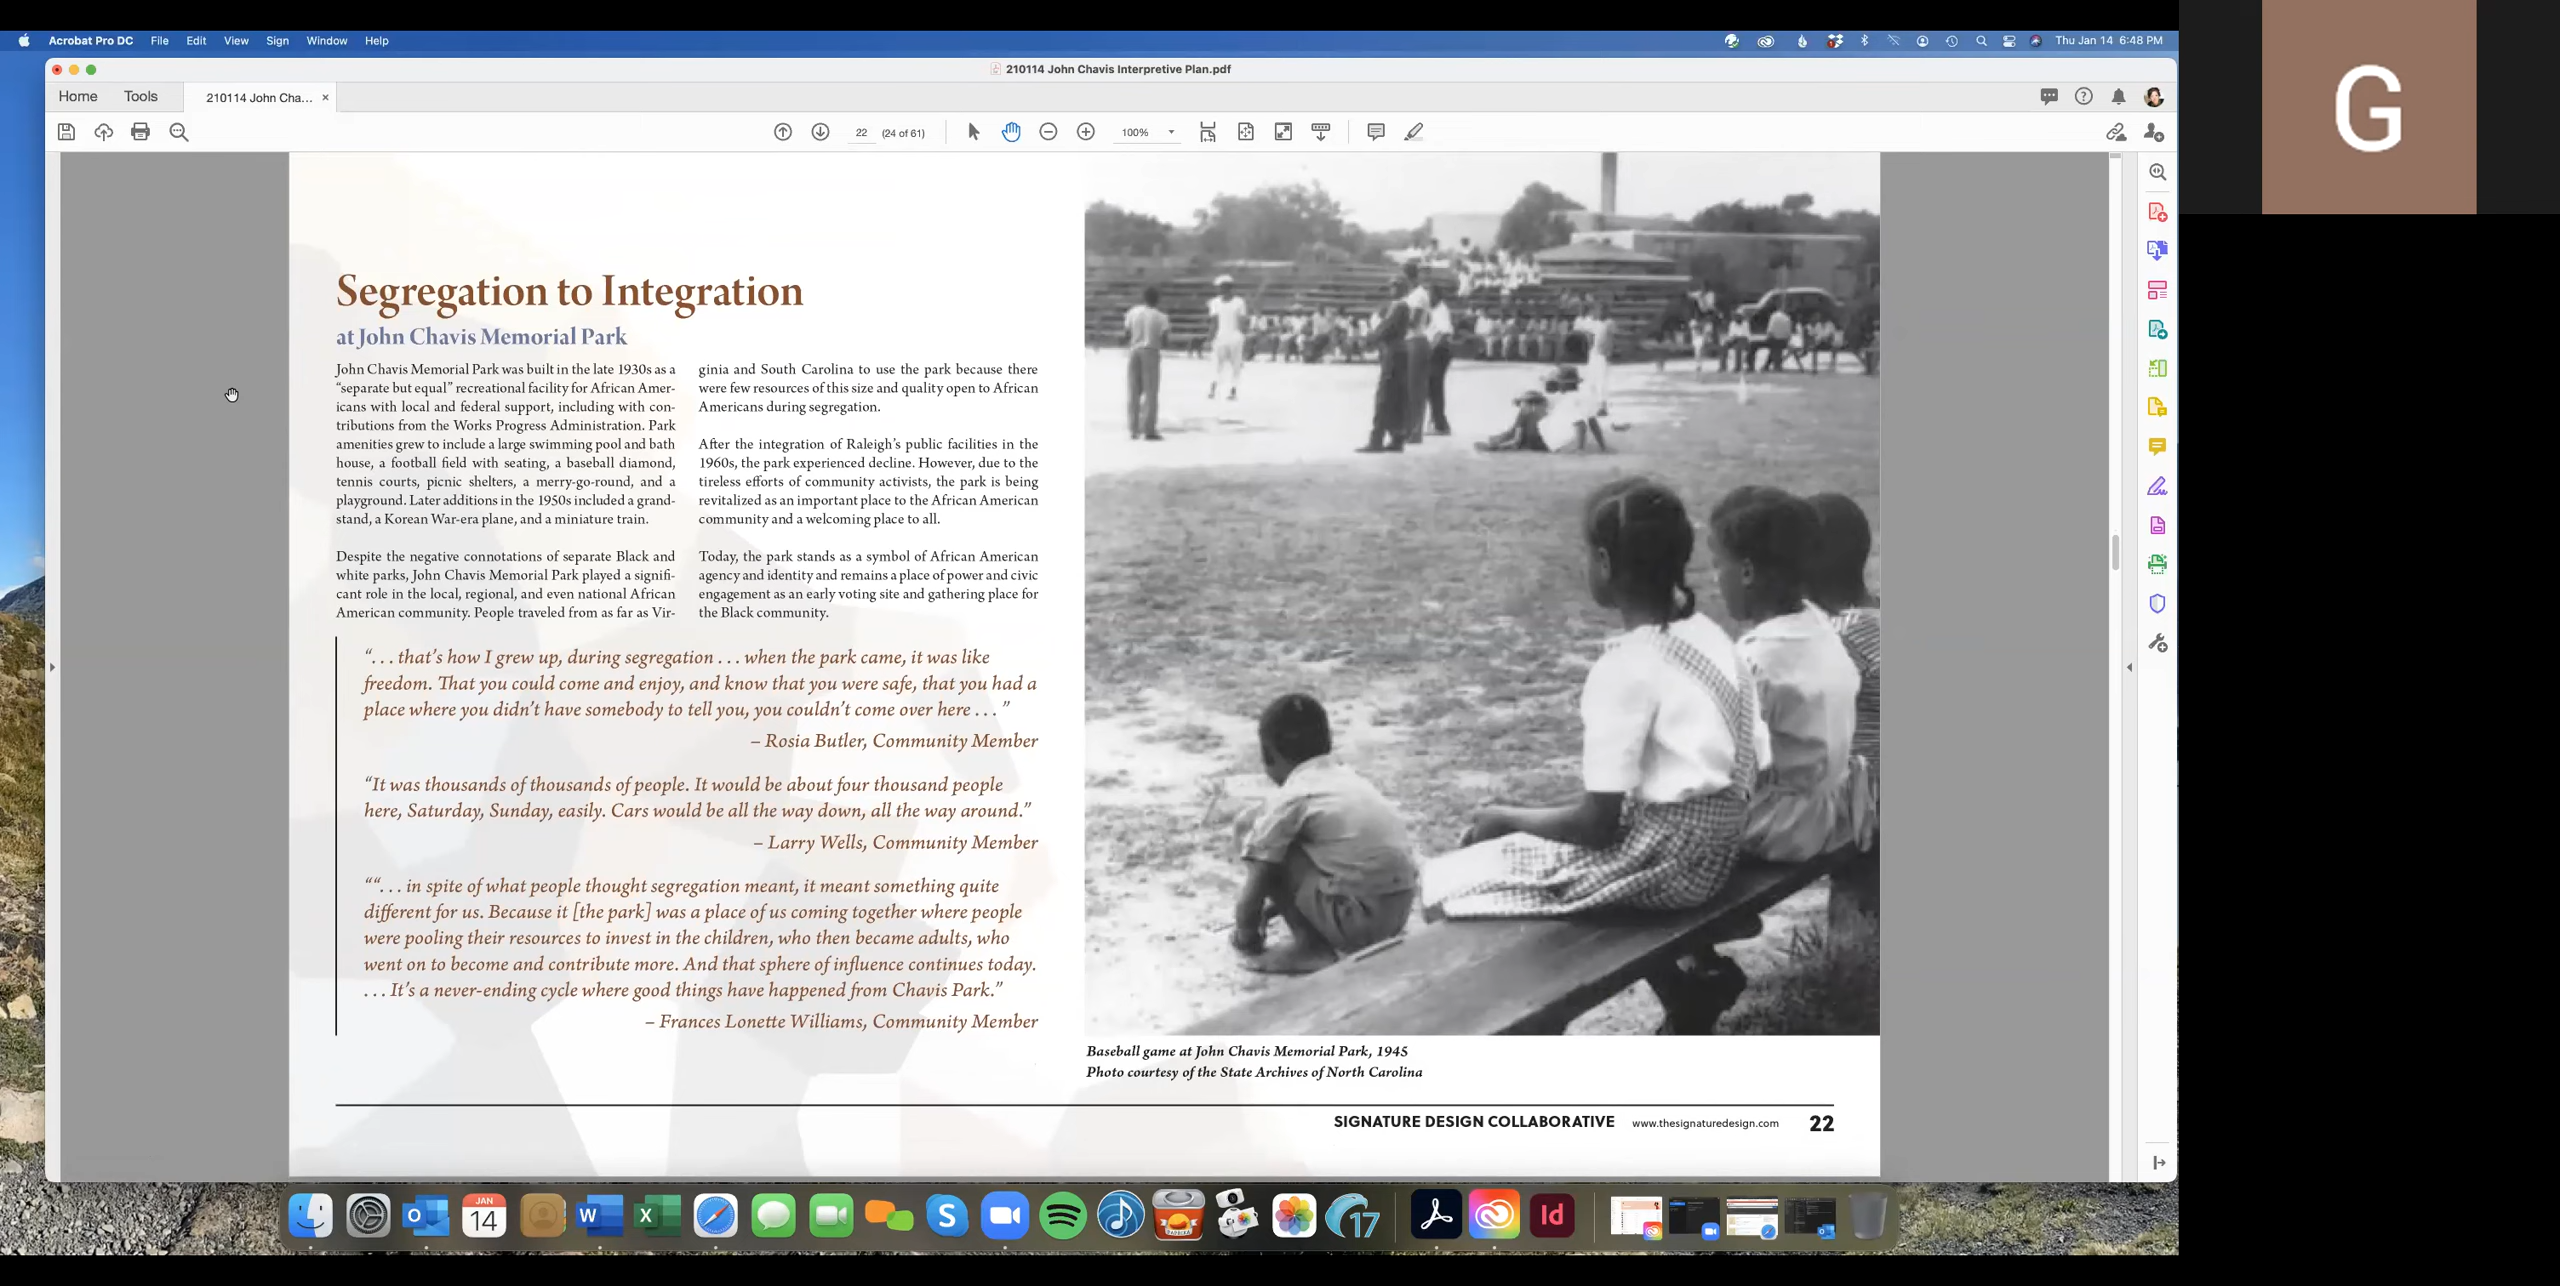 Acrobat Pro DC File Edit View Sign Window Help
Thu Jan 14 6:48 PM
210114 John Chavis Interpretive Plan.pdf
Home Tools 210114 John Cha... ×
22 (24 of 61) 100%
G
Segregation to Integration
at John Chavis Memorial Park
John Chavis Memorial Park was built in the late 1930s as a
“separate but equal” recreational facility for African Amer-
icans with local and federal support, including with con-
tributions from the Works Progress Administration. Park
amenities grew to include a large swimming pool and bath
house, a football field with seating, a baseball diamond,
tennis courts, picnic shelters, a merry-go-round, and a
playground. Later additions in the 1950s included a grand-
stand, a Korean War-era plane, and a miniature train.
Despite the negative connotations of separate Black and
white parks, John Chavis Memorial Park played a signifi-
cant role in the local, regional, and even national African
American community. People traveled from as far as Vir-
ginia and South Carolina to use the park because there
were few resources of this size and quality open to African
Americans during segregation.
After the integration of Raleigh’s public facilities in the
1960s, the park experienced decline. However, due to the
tireless efforts of community activists, the park is being
revitalized as an important place to the African American
community and a welcoming place to all.
Today, the park stands as a symbol of African American
agency and identity and remains a place of power and civic
engagement as an early voting site and gathering place for
the Black community.
“. . . that’s how I grew up, during segregation . . . when the park came, it was like
freedom. That you could come and enjoy, and know that you were safe, that you had a
place where you didn’t have somebody to tell you, you couldn’t come over here . . . ”
– Rosia Butler, Community Member
“It was thousands of thousands of people. It would be about four thousand people
here, Saturday, Sunday, easily. Cars would be all the way down, all the way around.”
– Larry Wells, Community Member
““. . . in spite of what people thought segregation meant, it meant something quite
different for us. Because it [the park] was a place of us coming together where people
were pooling their resources to invest in the children, who then became adults, who
went on to become and contribute more. And that sphere of influence continues today.
. . . It’s a never-ending cycle where good things have happened from Chavis Park.”
– Frances Lonette Williams, Community Member
Baseball game at John Chavis Memorial Park, 1945
Photo courtesy of the State Archives of North Carolina
SIGNATURE DESIGN COLLABORATIVE www.thesignaturedesign.com 22
JAN
14
W
X
S
17
Id